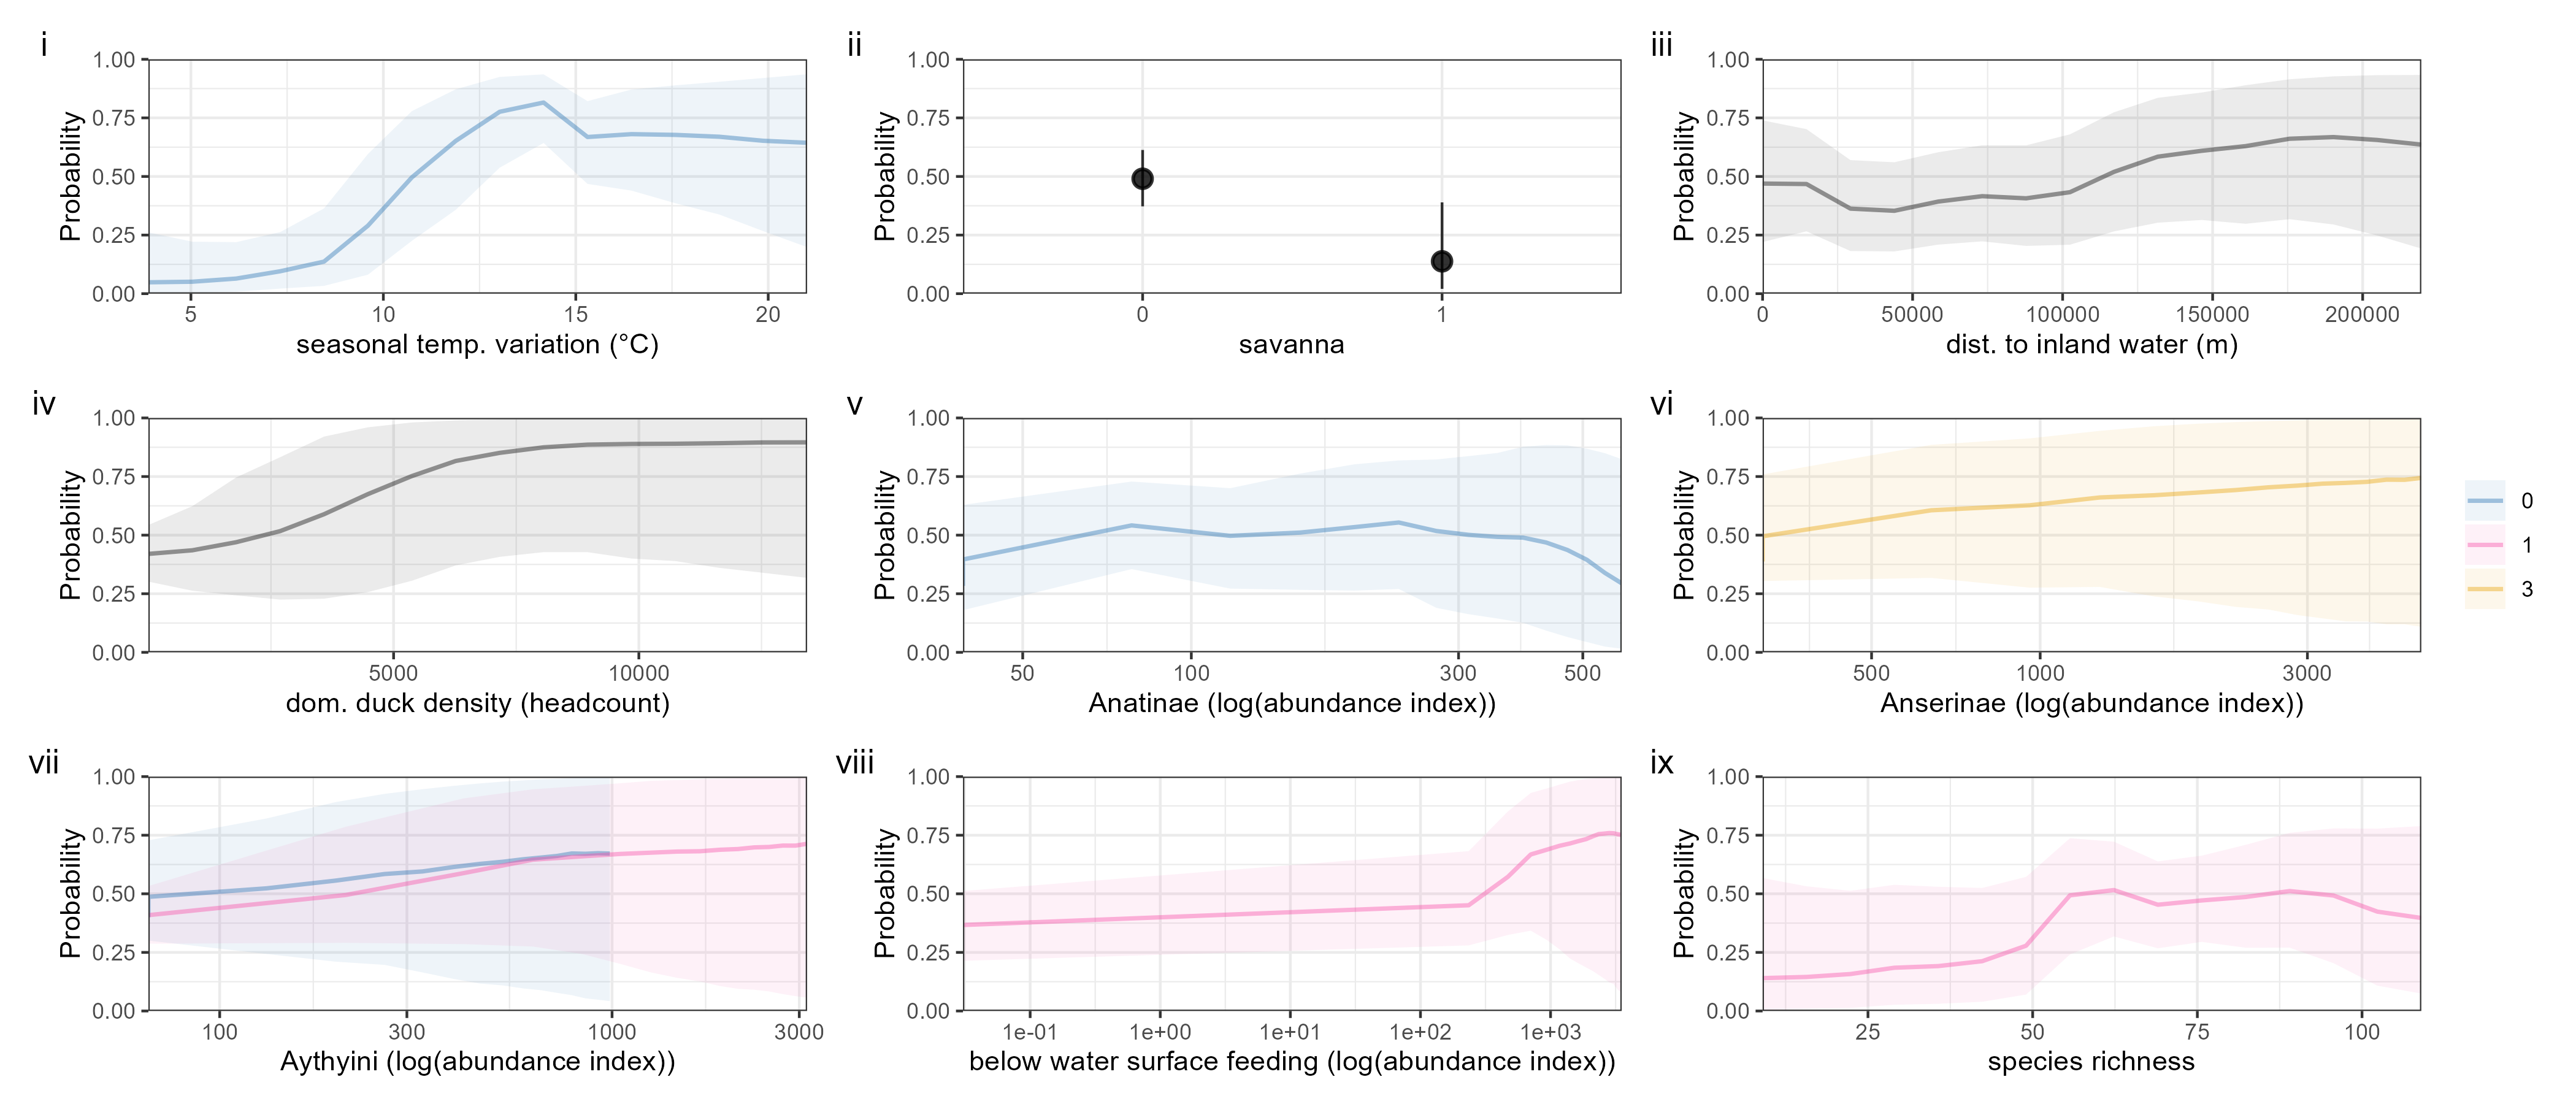 i
1.00
0.75
0.50
0.25
0.00
Probability
5 10 15 20
seasonal temp. variation (°C)
ii
1.00
0.75
0.50
0.25
0.00
Probability
0 1
savanna
iii
1.00
0.75
0.50
0.25
0.00
Probability
0 50000 100000 150000 200000
dist. to inland water (m)
iv
1.00
0.75
0.50
0.25
0.00
Probability
5000 10000
dom. duck density (headcount)
v
1.00
0.75
0.50
0.25
0.00
Probability
50 100 300 500
Anatinae (log(abundance index))
vi
1.00
0.75
0.50
0.25
0.00
Probability
500 1000 3000
Anserinae (log(abundance index))
0
1
3
vii
1.00
0.75
0.50
0.25
0.00
Probability
100 300 1000 3000
Aythyini (log(abundance index))
viii
1.00
0.75
0.50
0.25
0.00
Probability
1e-01 1e+00 1e+01 1e+02 1e+03
below water surface feeding (log(abundance index))
ix
1.00
0.75
0.50
0.25
0.00
Probability
25 50 75 100
species richness